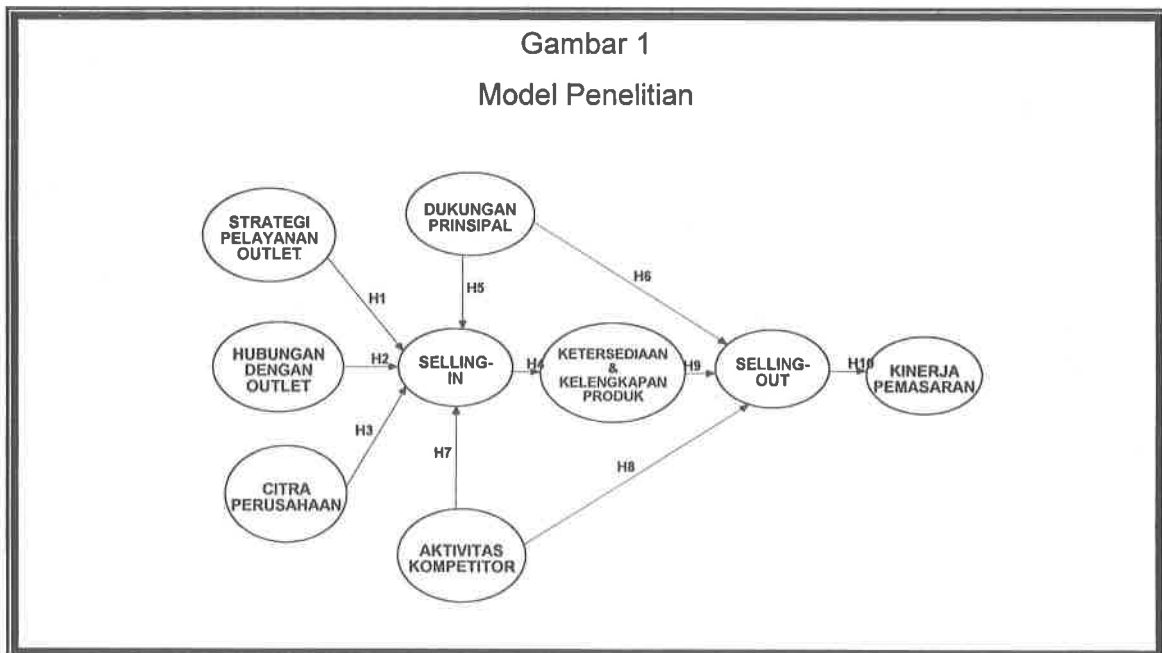 Gambar 1
Model Penelitian
STRATEGI
PELAYANAN
OUTLET
DUKUNGAN
PRINSIPAL
H1
H5
H6
HUBUNGAN
DENGAN
OUTLET
H2
SELLING-
IN
H4
KETERSEDIAAN
&
KELENGKAPAN
PRODUK
H9
SELLING-
OUT
H10
KINERJA
PEMASARAN
H3
H7
H8
CITRA
PERUSAHAAN
AKTIVITAS
KOMPETITOR